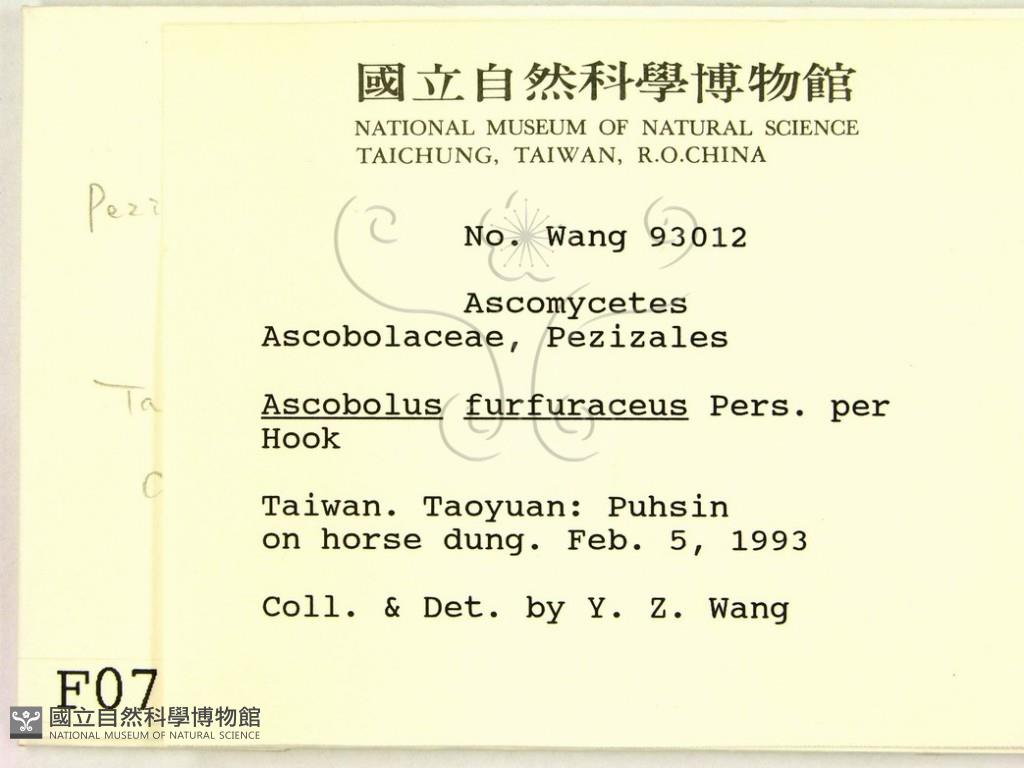 國立自然科學博物館
NATIONAL MUSEUM OF NATURAL SCIENCE
TAICHUNG, TAIWAN, R.O.CHINA
No. Wang 93012
Ascomycetes
Ascobolaceae, Pezizales
Ascobolus furfuraceus Pers. per
Hook
Taiwan. Taoyuan: Puhsin
on horse dung. Feb. 5, 1993
Coll. & Det. by Y. Z. Wang
Pezi
Ta
F07
國立自然科學博物館
NATIONAL MUSEUM OF NATURAL SCIENCE